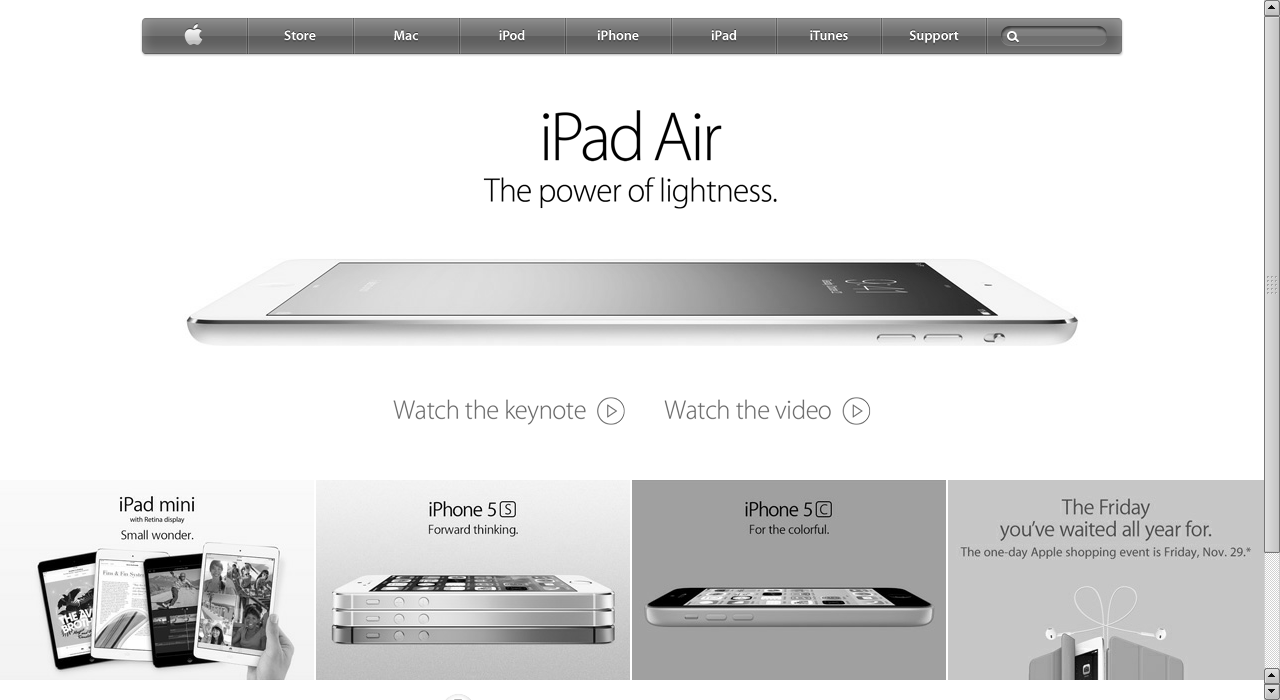 Store Mac iPod iPhone iPad iTunes Support
iPad Air
The power of lightness.
Watch the keynote
Watch the video
iPad mini
with Retina display
Small wonder.
iPhone 5S
Forward thinking.
iPhone 5C
For the colorful.
The Friday
you've waited all year for.
The one-day Apple shopping event is Friday, Nov. 29.*